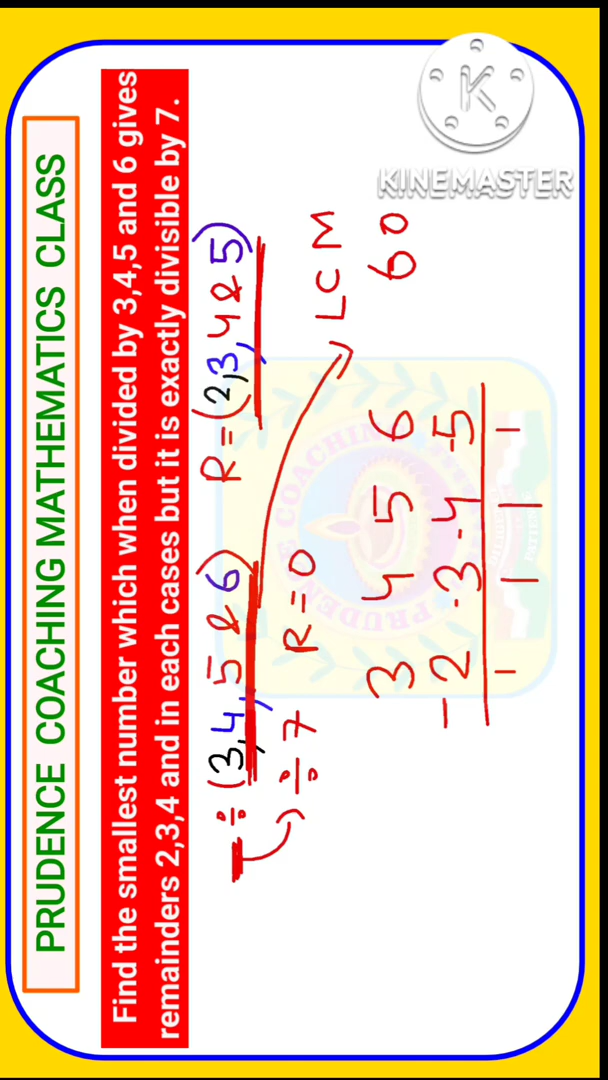 PRUDENCE COACHING MATHEMATICS CLASS
Find the smallest number which when divided by 3,4,5 and 6 gives
remainders 2,3,4 and in each cases but it is exactly divisible by 7.
÷ (3,4,5 & 6) R=(2,3,4 & 5)
÷ 7 R=0 LCM
3 4 5 6 60
-2 -3 -4 -5
1 1 1 1
K
KINEMASTER
PRUDENCE COACHING